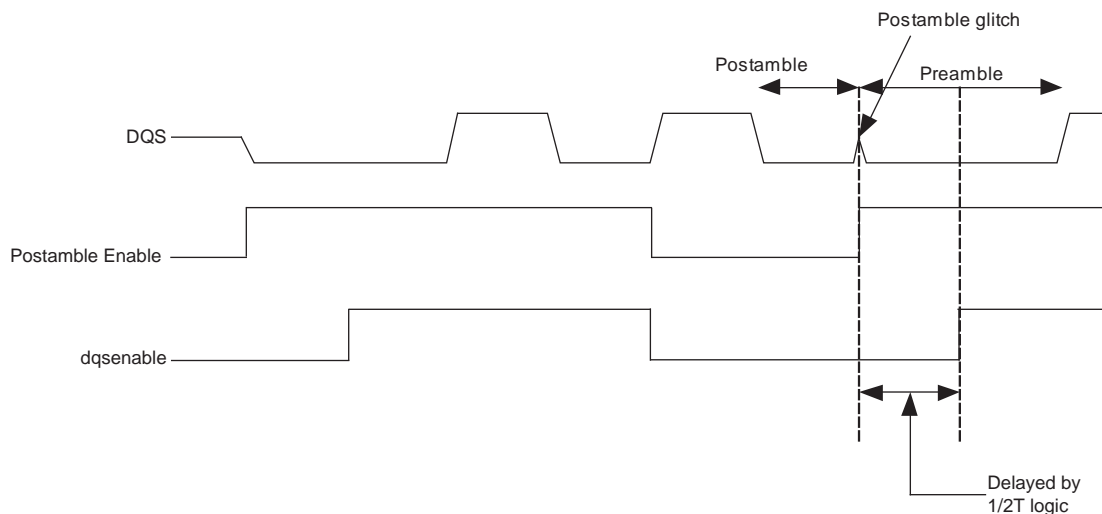 Postamble glitch
Postamble
Preamble
DQS
Postamble Enable
dqsenable
Delayed by
1/2T logic